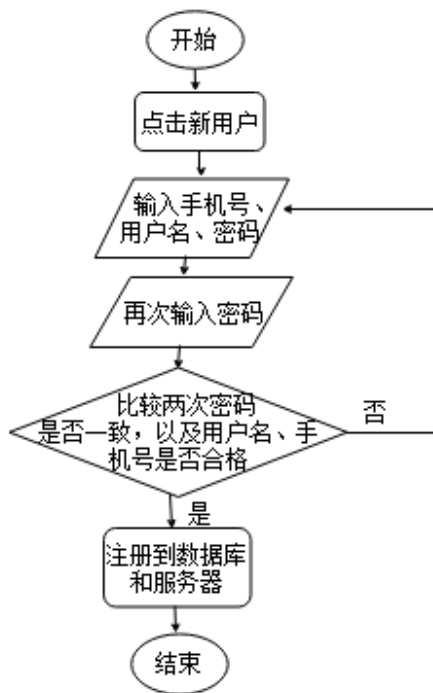 开始
点击新用户
输入手机号、
用户名、密码
再次输入密码
比较两次密码
是否一致，以及用户名、手
机号是否合格
否
是
注册到数据库
和服务器
结束